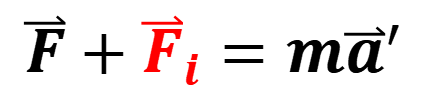 F⃗ + F⃗ᵢ = ma⃗′